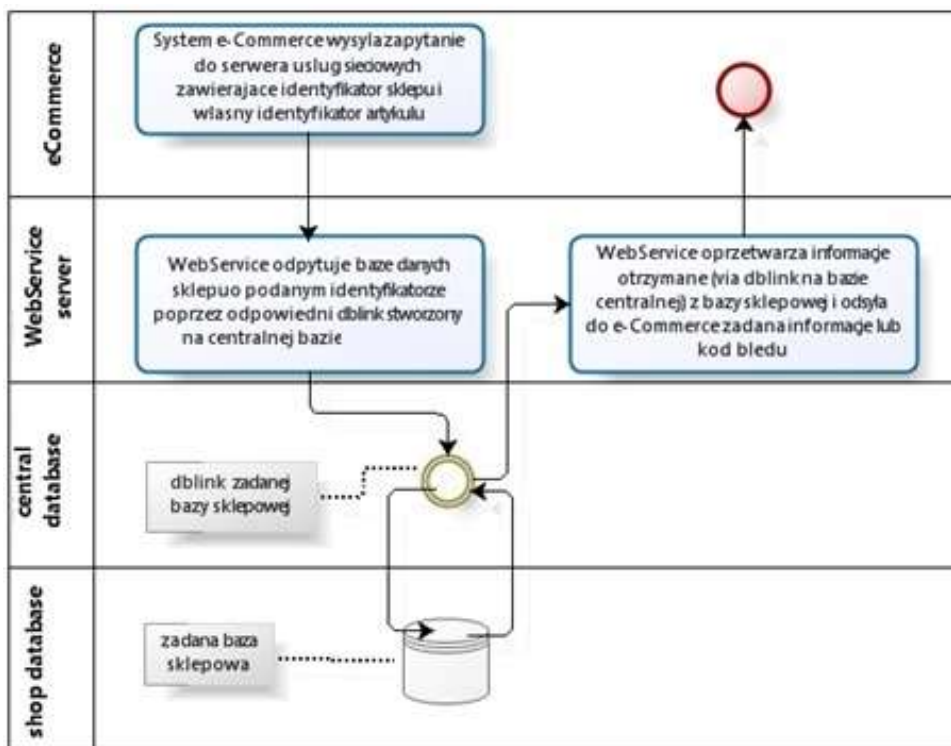 eCommerce
System e-Commerce wysyla zapytanie
do serwera uslug sieciowych
zawierajace identyfikator sklepu i
wlasny identyfikator artykulu
WebService
server
WebService odpytuje baze danych
sklepu o podanym identyfikatorze
poprzez odpowiedni dblink stworzony
na centralnej bazie
WebService oprzetwarza informacje
otrzymane (via dblink na bazie
centralnej) z bazy sklepowej i odsyla
do e-Commerce zadana informacje lub
kod bledu
central
database
dblink zadanej
bazy sklepowej
shop database
zadana baza
sklepowa